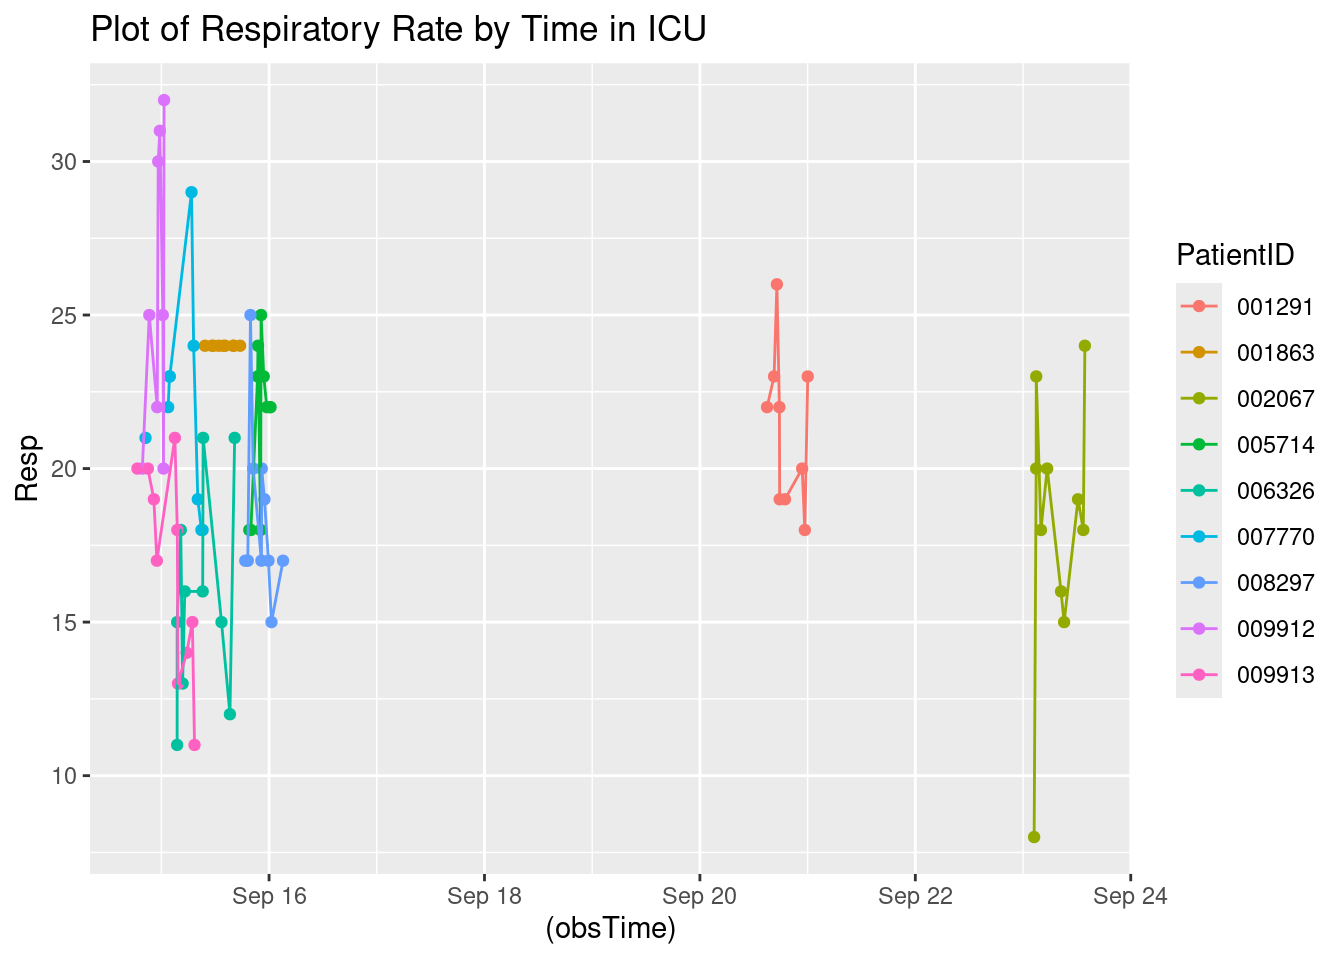 Plot of Respiratory Rate by Time in ICU
30
25
20
15
10
Resp
Sep 16
Sep 18
Sep 20
Sep 22
Sep 24
(obsTime)
PatientID
001291
001863
002067
005714
006326
007770
008297
009912
009913